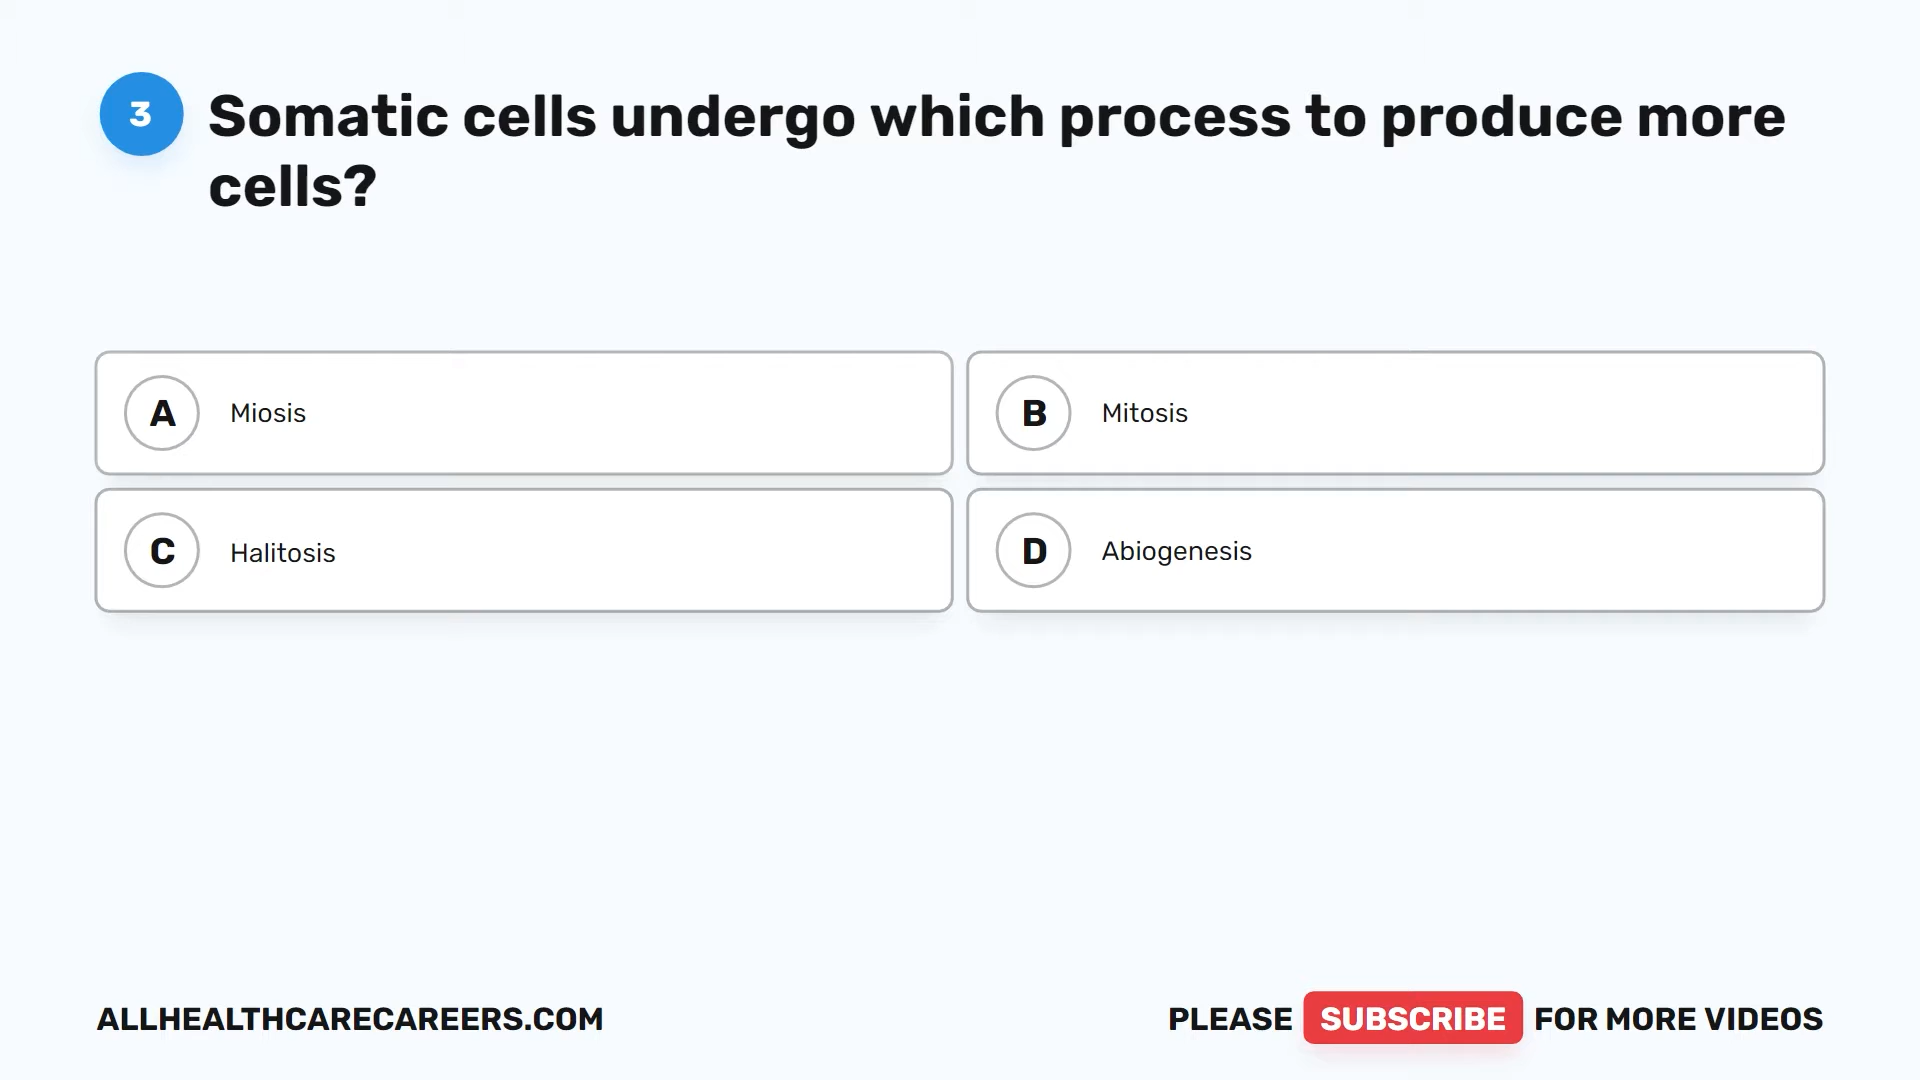 3
Somatic cells undergo which process to produce more
cells?
A Miosis
B Mitosis
C Halitosis
D Abiogenesis
ALLHEALTHCARECAREERS.COM
PLEASE SUBSCRIBE FOR MORE VIDEOS